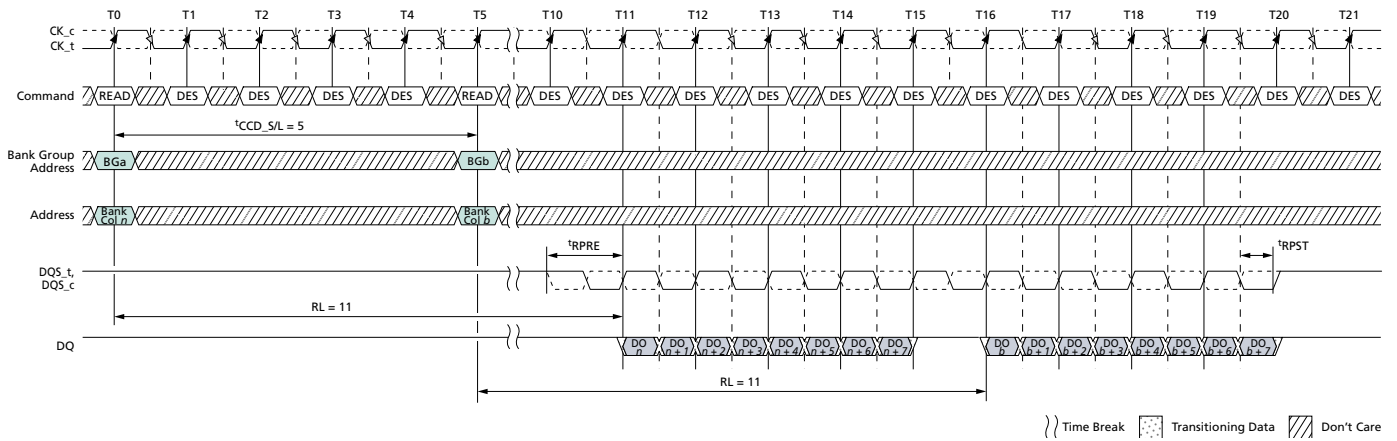 T0 T1 T2 T3 T4 T5 T10 T11 T12 T13 T14 T15 T16 T17 T18 T19 T20 T21
CK_c
CK_t
Command READ DES DES DES DES READ DES DES DES DES DES DES DES DES DES DES DES DES
tCCD_S/L = 5
Bank Group
Address
BGa BGb
Address
Bank
Col n
Bank
Col b
tRPRE tRPST
DQS_t,
DQS_c
RL = 11
DQ
DO
n
DO
n + 1
DO
n + 2
DO
n + 3
DO
n + 4
DO
n + 5
DO
n + 6
DO
n + 7
DO
b
DO
b + 1
DO
b + 2
DO
b + 3
DO
b + 4
DO
b + 5
DO
b + 6
DO
b + 7
RL = 11
Time Break Transitioning Data Don't Care